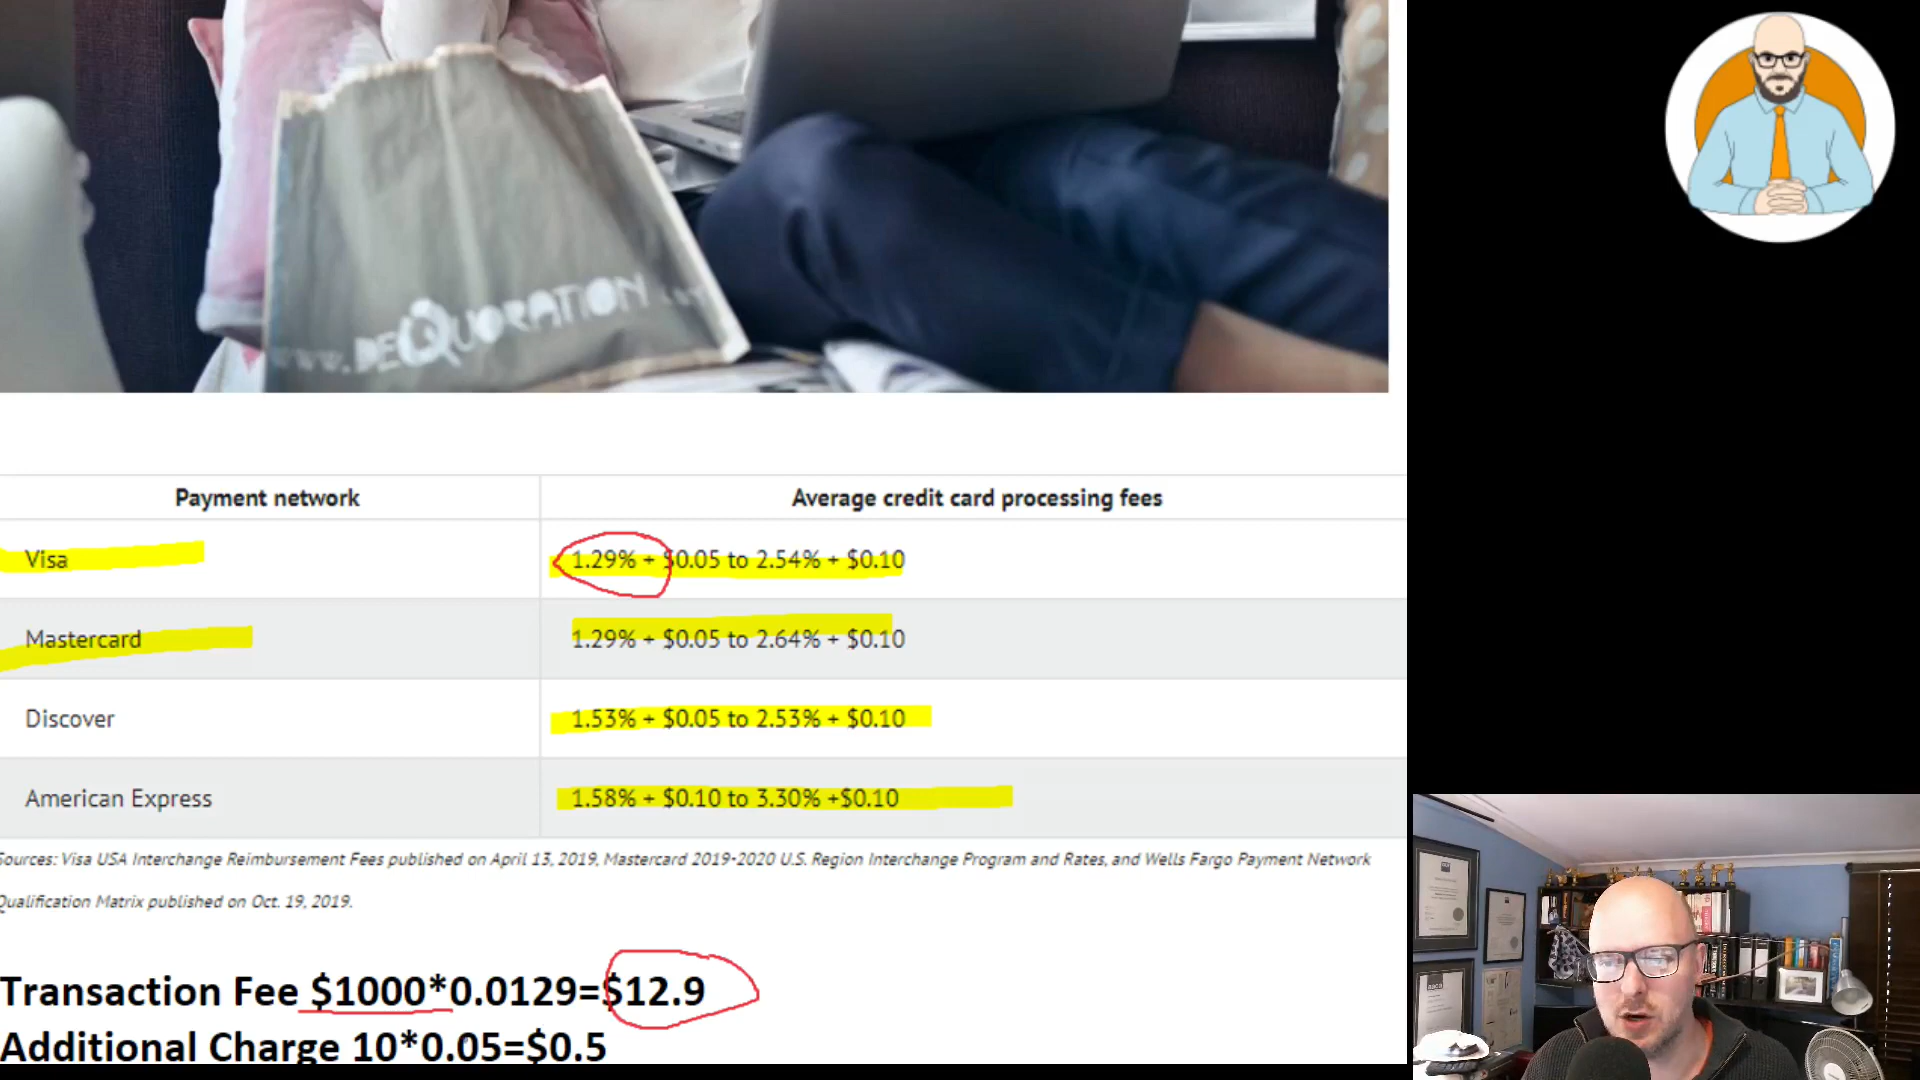 www.DEQUORATION
Payment network
Average credit card processing fees
Visa
1.29% + $0.05 to 2.54% + $0.10
Mastercard
1.29% + $0.05 to 2.64% + $0.10
Discover
1.53% + $0.05 to 2.53% + $0.10
American Express
1.58% + $0.10 to 3.30% +$0.10
Sources: Visa USA Interchange Reimbursement Fees published on April 13, 2019, Mastercard 2019-2020 U.S. Region Interchange Program and Rates, and Wells Fargo Payment Network
Qualification Matrix published on Oct. 19, 2019.
Transaction Fee $1000*0.0129=$12.9
Additional Charge 10*0.05=$0.5